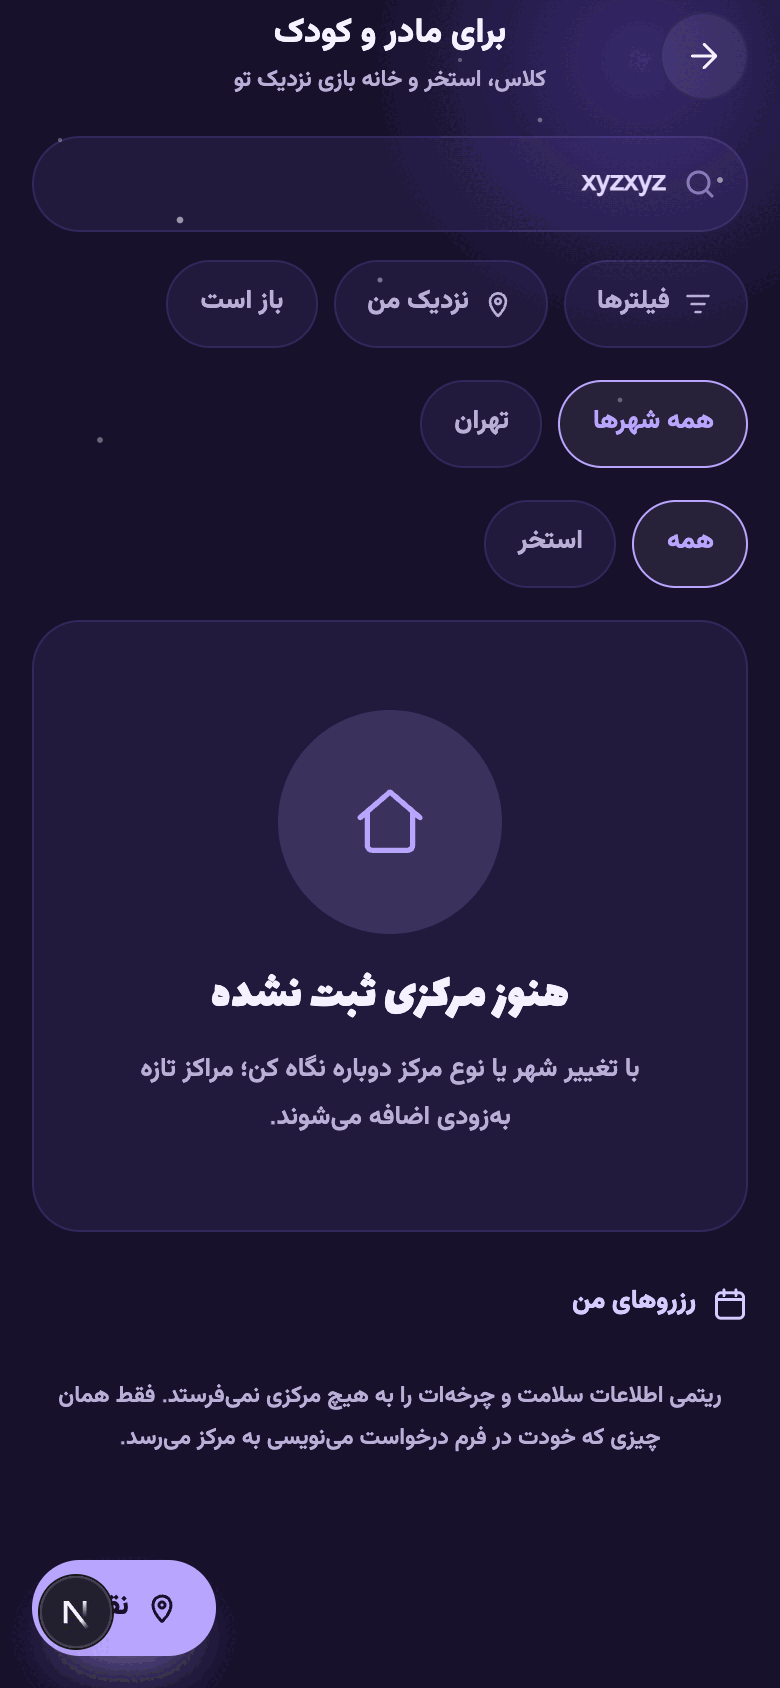 برای مادر و کودک
کلاس، استخر و خانه بازی نزدیک تو
xyzxyz
فیلترها
نزدیک من
باز است
همه شهرها
تهران
همه
استخر
هنوز مرکزی ثبت نشده
با تغییر شهر یا نوع مرکز دوباره نگاه کن؛ مراکز تازه
به‌زودی اضافه می‌شوند.
رزروهای من
ریتمی اطلاعات سلامت و چرخه‌ات را به هیچ مرکزی نمی‌فرستد. فقط همان
چیزی که خودت در فرم درخواست می‌نویسی به مرکز می‌رسد.
N